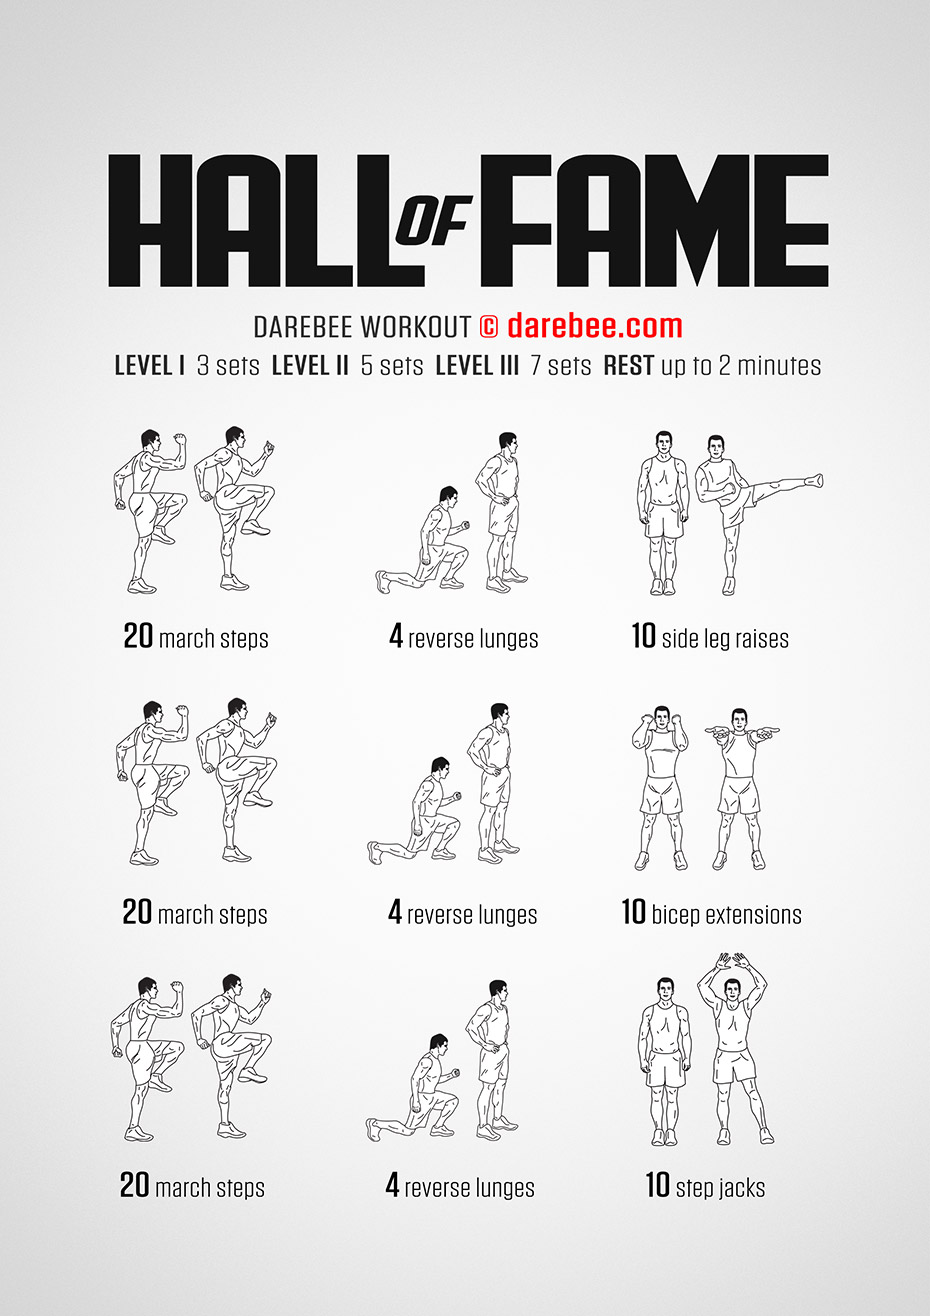 HALL OF FAME
DAREBEE WORKOUT © darebee.com
LEVEL I 3 sets LEVEL II 5 sets LEVEL III 7 sets REST up to 2 minutes
20 march steps
4 reverse lunges
10 side leg raises
20 march steps
4 reverse lunges
10 bicep extensions
20 march steps
4 reverse lunges
10 step jacks